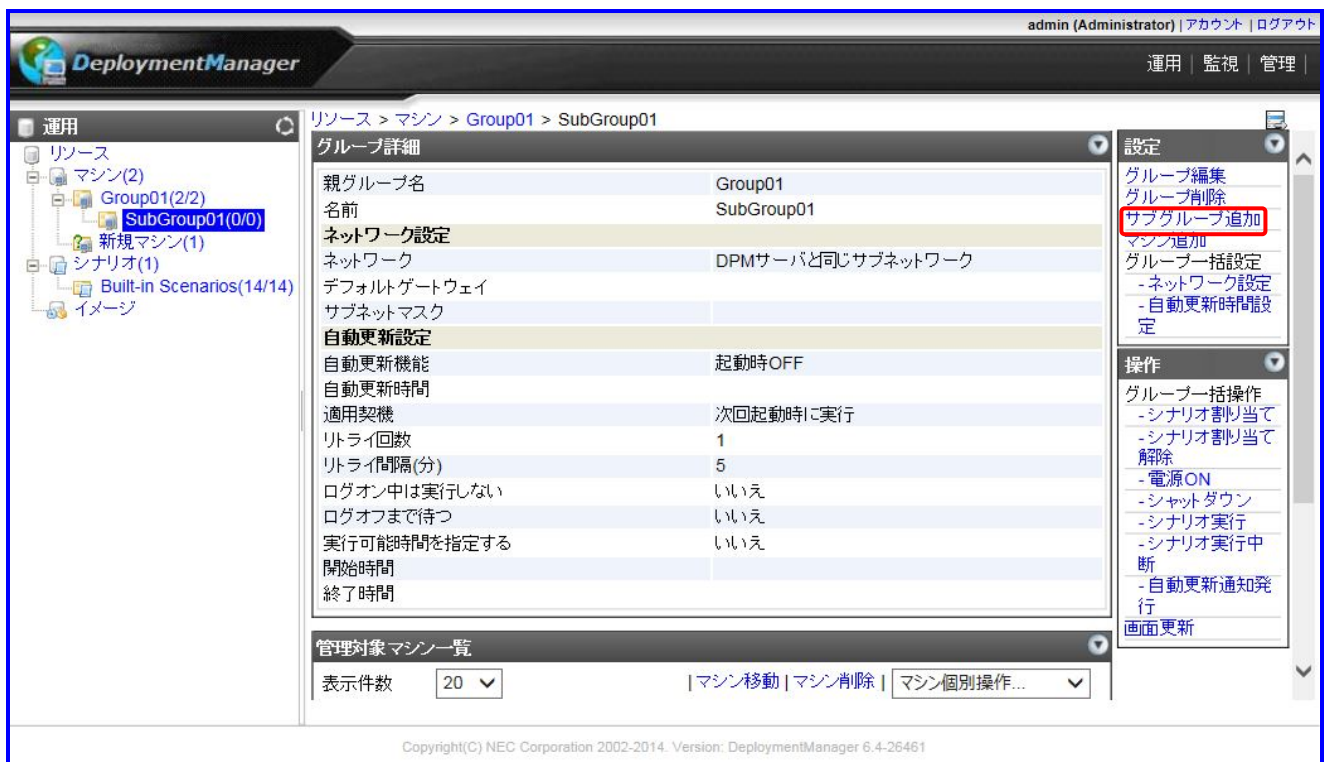 admin (Administrator) | アカウント | ログアウト
DeploymentManager
運用 | 監視 | 管理 |
運用
リソース
マシン(2)
Group01(2/2)
SubGroup01(0/0)
新規マシン(1)
シナリオ(1)
Built-in Scenarios(14/14)
イメージ
リソース > マシン > Group01 > SubGroup01
グループ詳細
親グループ名 Group01
名前 SubGroup01
ネットワーク設定
ネットワーク DPMサーバと同じサブネットワーク
デフォルトゲートウェイ
サブネットマスク
自動更新設定
自動更新機能 起動時OFF
自動更新時間
適用契機 次回起動時に実行
リトライ回数 1
リトライ間隔(分) 5
ログオン中は実行しない いいえ
ログオフまで待つ いいえ
実行可能時間を指定する いいえ
開始時間
終了時間
管理対象マシン一覧
表示件数 20 | マシン移動 | マシン削除 | マシン個別操作...
設定
グループ編集
グループ削除
サブグループ追加
マシン追加
グループ一括設定
- ネットワーク設定
- 自動更新時間設
定
操作
グループ一括操作
- シナリオ割り当て
- シナリオ割り当て
解除
- 電源ON
- シャットダウン
- シナリオ実行
- シナリオ実行中
断
- 自動更新通知発
行
画面更新
Copyright(C) NEC Corporation 2002-2014. Version: DeploymentManager 6.4-26461